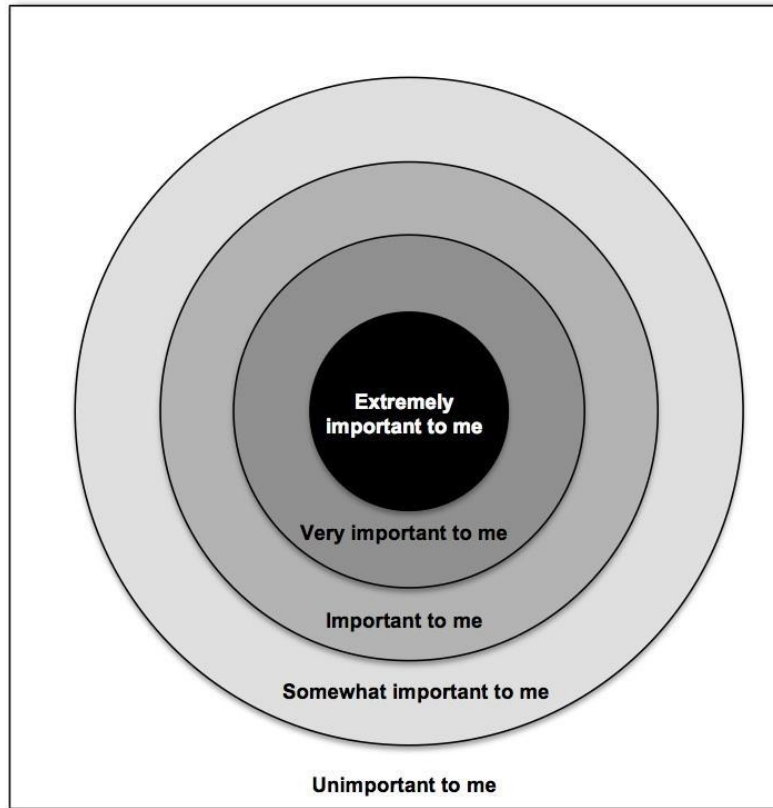 Extremely
important to me
Very important to me
Important to me
Somewhat important to me
Unimportant to me